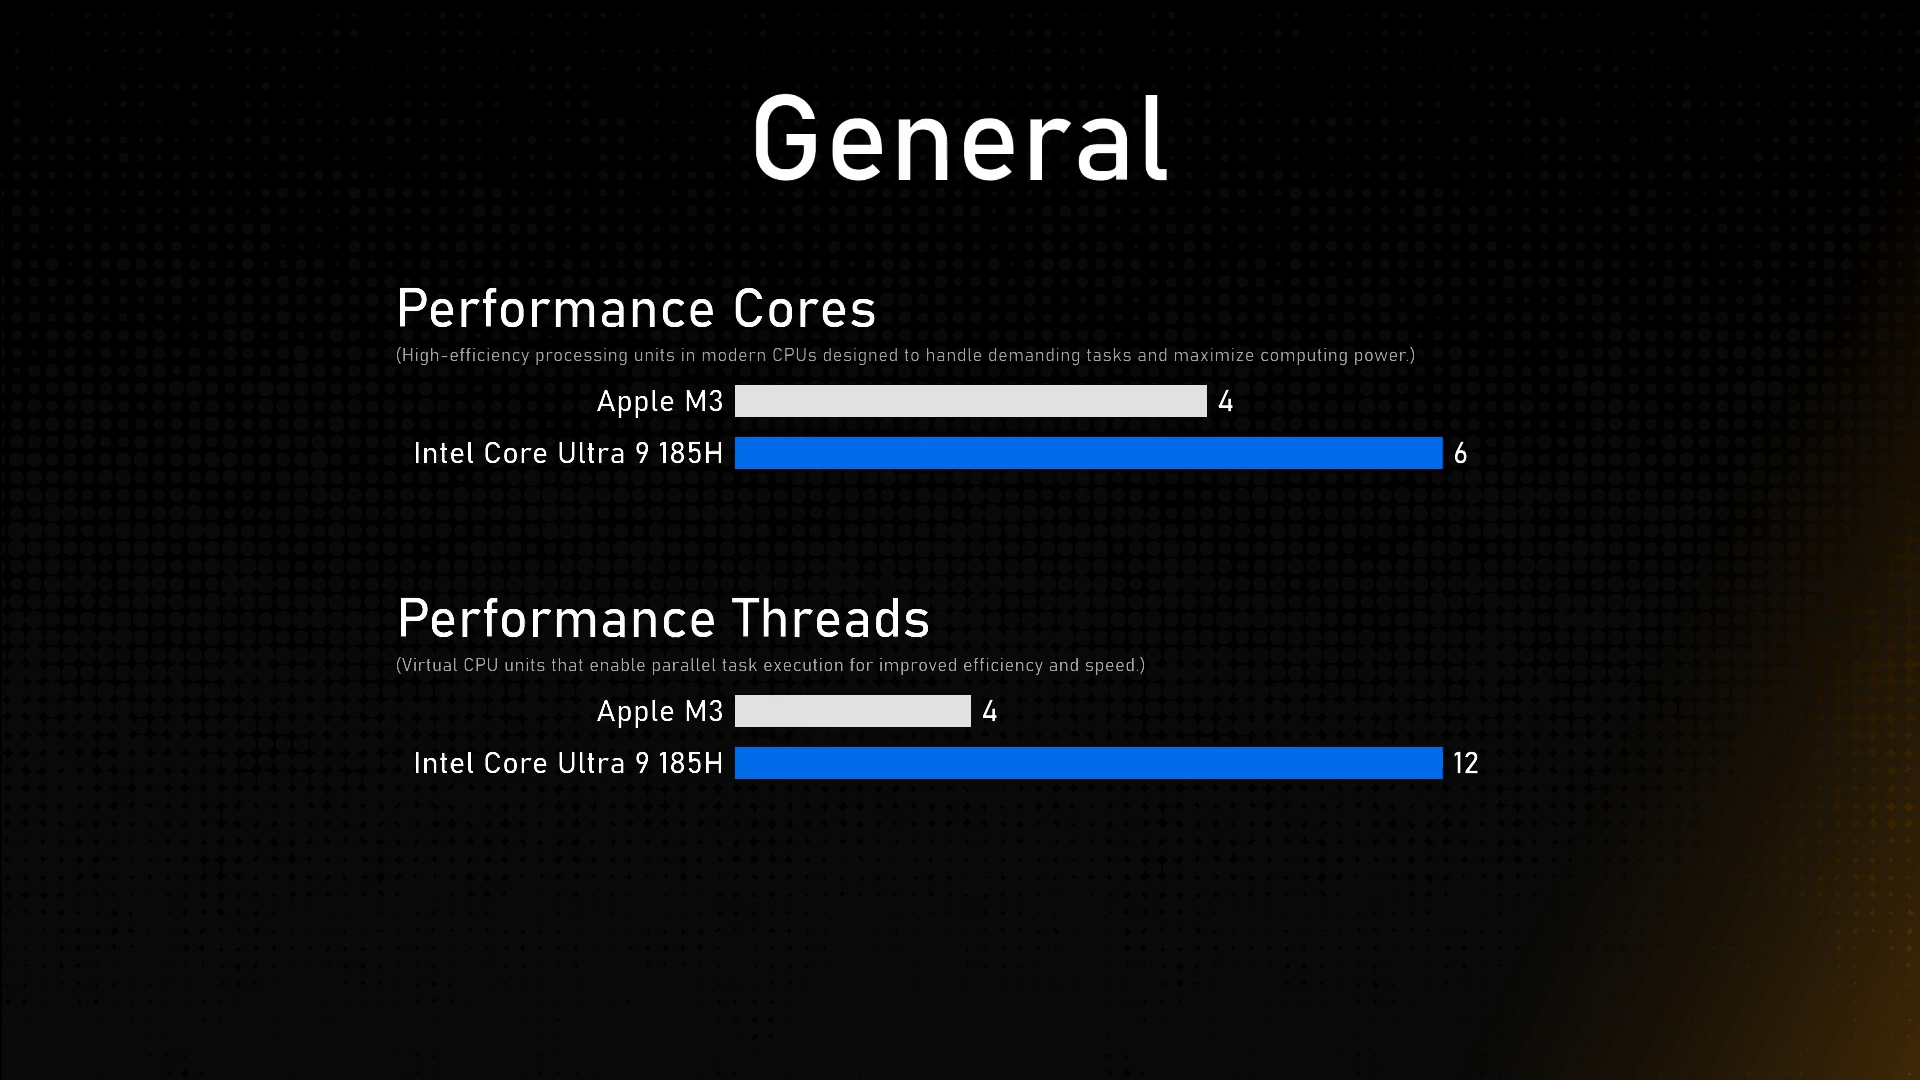 General
Performance Cores
(High-efficiency processing units in modern CPUs designed to handle demanding tasks and maximize computing power.)
Apple M3 4
Intel Core Ultra 9 185H 6
Performance Threads
(Virtual CPU units that enable parallel task execution for improved efficiency and speed.)
Apple M3 4
Intel Core Ultra 9 185H 12